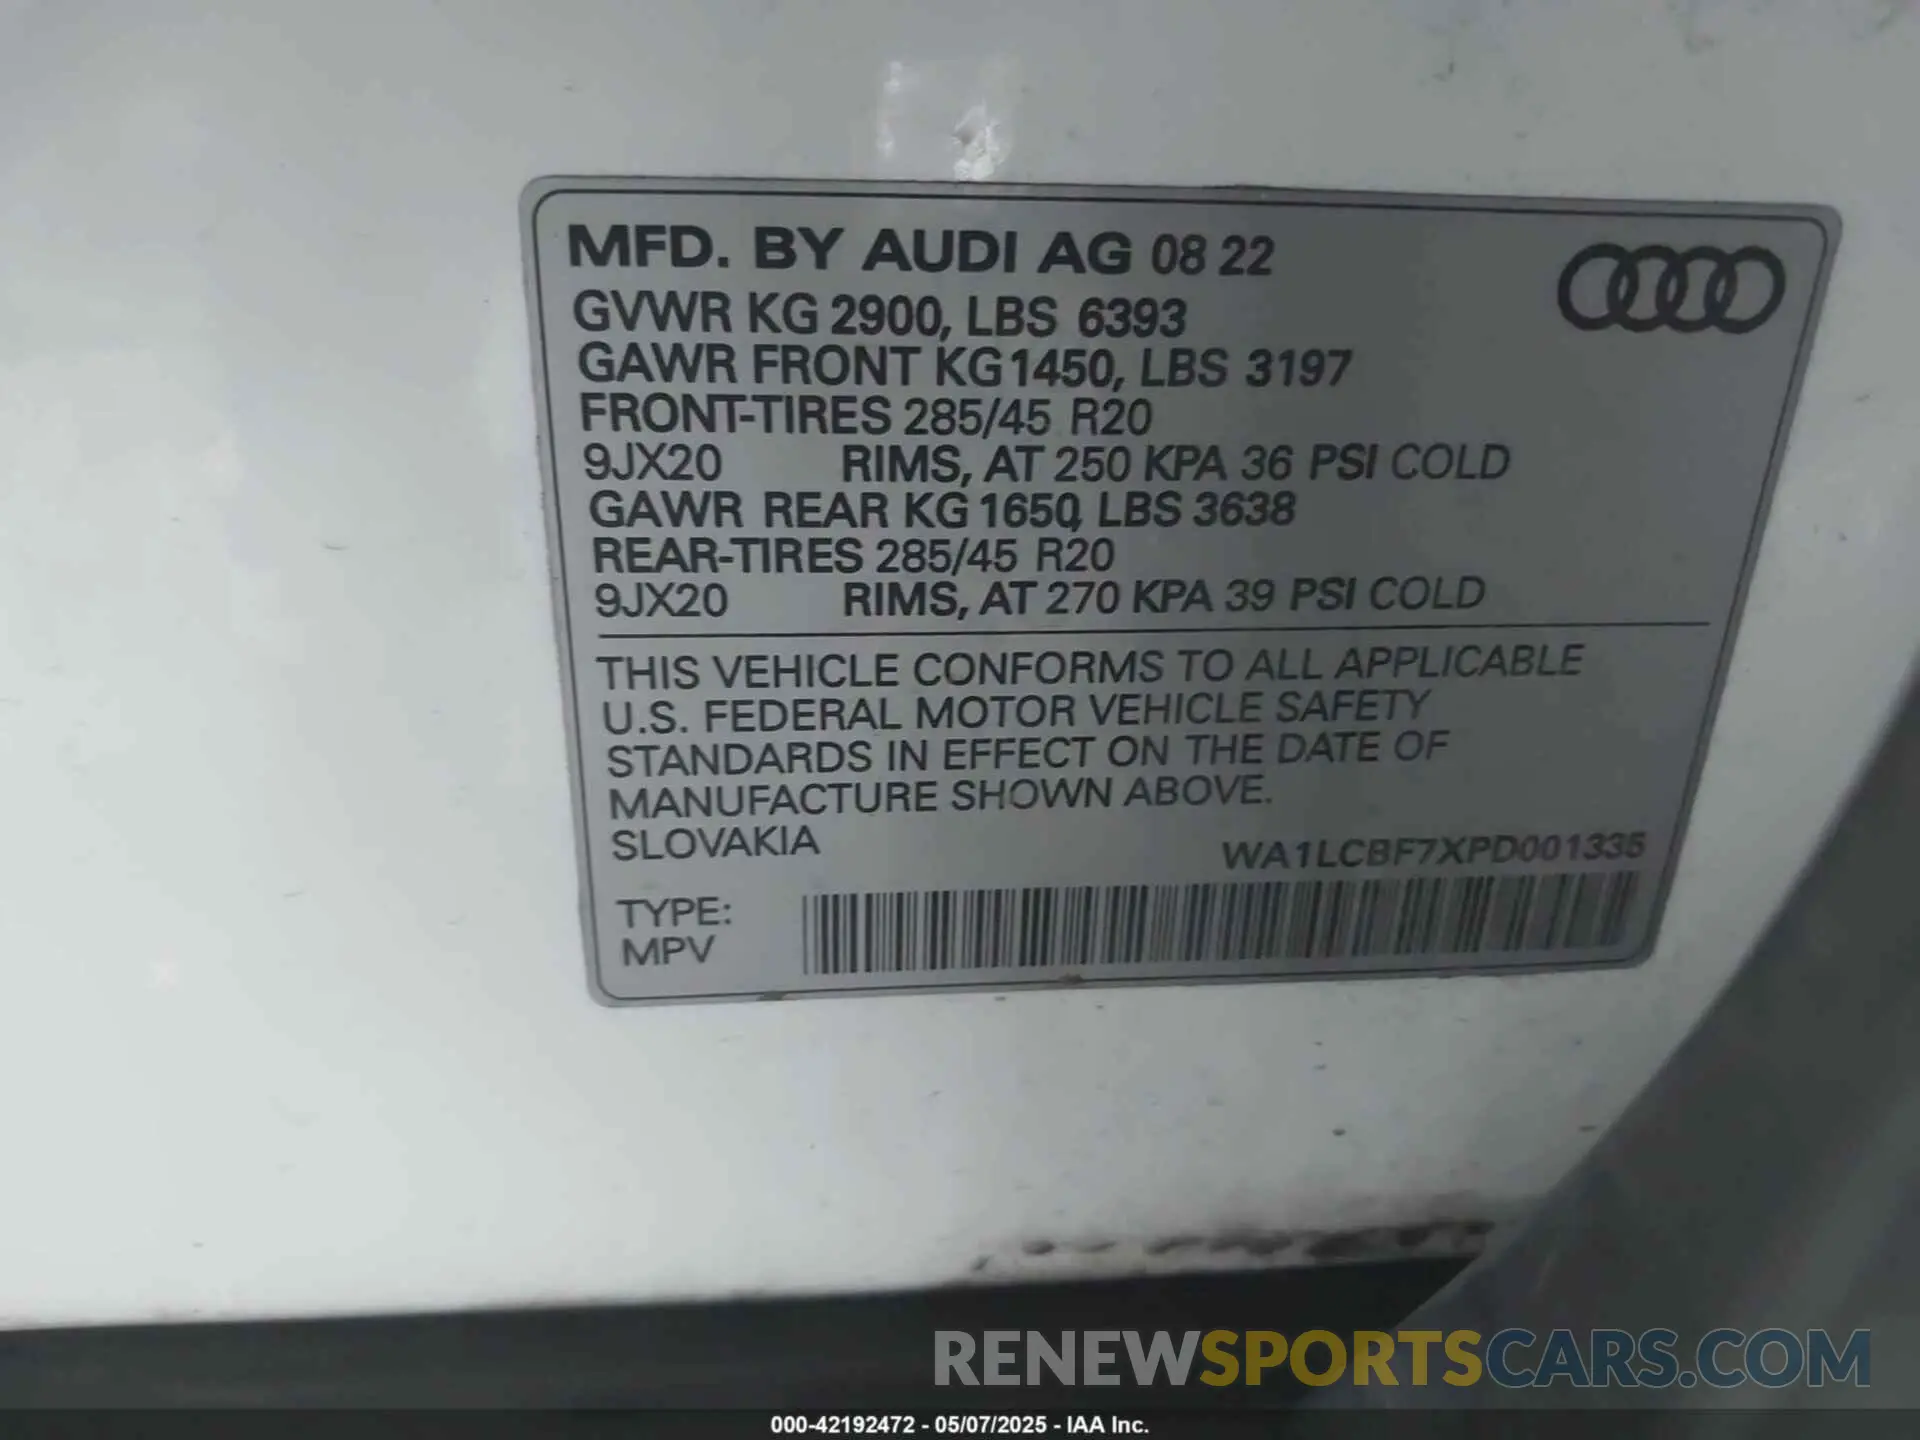 MFD. BY AUDI AG 08 22
GVWR KG 2900, LBS 6393
GAWR FRONT KG 1450, LBS 3197
FRONT-TIRES 285/45 R20
9JX20 RIMS, AT 250 KPA 36 PSI COLD
GAWR REAR KG 1650, LBS 3638
REAR-TIRES 285/45 R20
9JX20 RIMS, AT 270 KPA 39 PSI COLD
THIS VEHICLE CONFORMS TO ALL APPLICABLE
U.S. FEDERAL MOTOR VEHICLE SAFETY
STANDARDS IN EFFECT ON THE DATE OF
MANUFACTURE SHOWN ABOVE.
SLOVAKIA
WA1LCBF7XPD001335
TYPE:
MPV
RENEWSPORTSCARS.COM
000-42192472 - 05/07/2025 - IAA Inc.